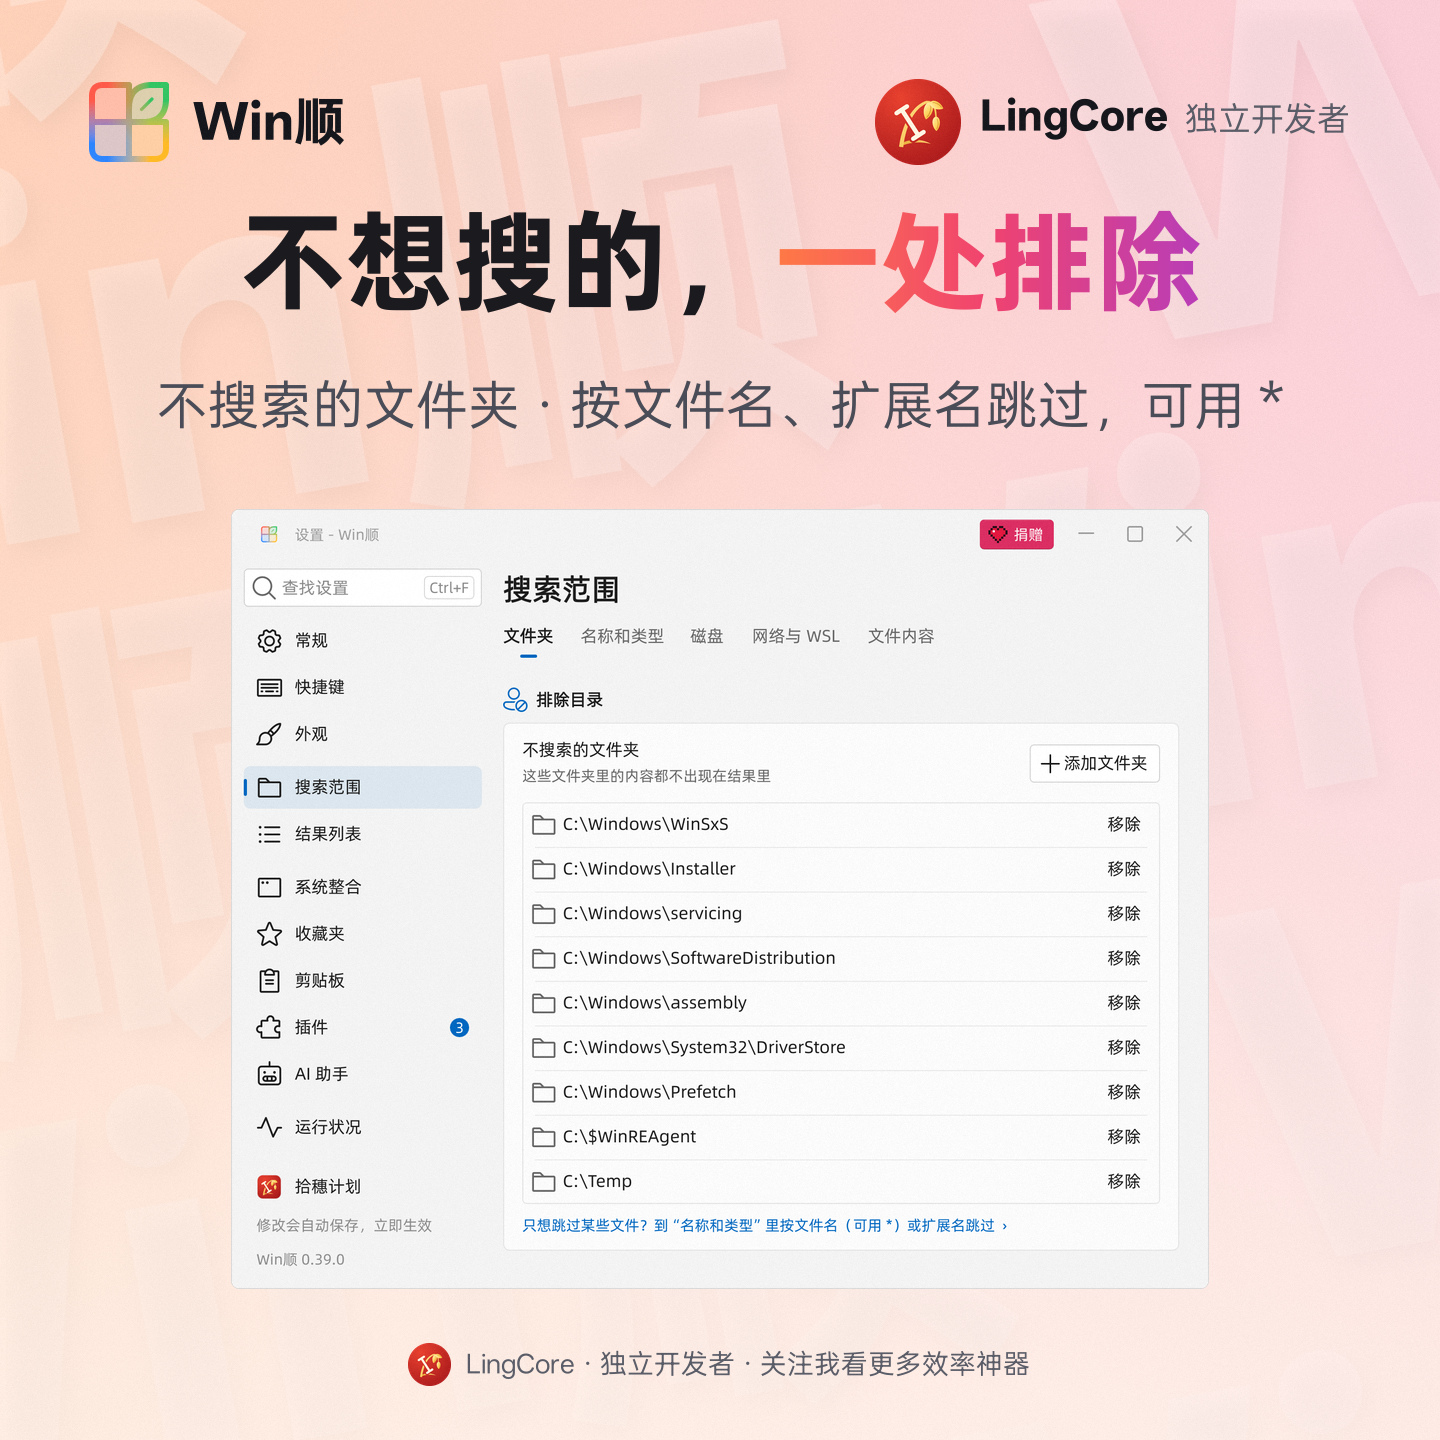 Win顺
LingCore 独立开发者
不想搜的，一处排除
不搜索的文件夹 · 按文件名、扩展名跳过，可用 *
设置 - Win顺
捐赠
查找设置 Ctrl+F
常规
快捷键
外观
搜索范围
结果列表
系统整合
收藏夹
剪贴板
插件 3
AI 助手
运行状况
拾穗计划
修改会自动保存，立即生效
Win顺 0.39.0
搜索范围
文件夹 名称和类型 磁盘 网络与 WSL 文件内容
排除目录
不搜索的文件夹
这些文件夹里的内容都不出现在结果里
添加文件夹
C:\Windows\WinSxS 移除
C:\Windows\Installer 移除
C:\Windows\servicing 移除
C:\Windows\SoftwareDistribution 移除
C:\Windows\assembly 移除
C:\Windows\System32\DriverStore 移除
C:\Windows\Prefetch 移除
C:\$WinREAgent 移除
C:\Temp 移除
只想跳过某些文件？到“名称和类型”里按文件名（可用 *）或扩展名跳过 ›
LingCore · 独立开发者 · 关注我看更多效率神器